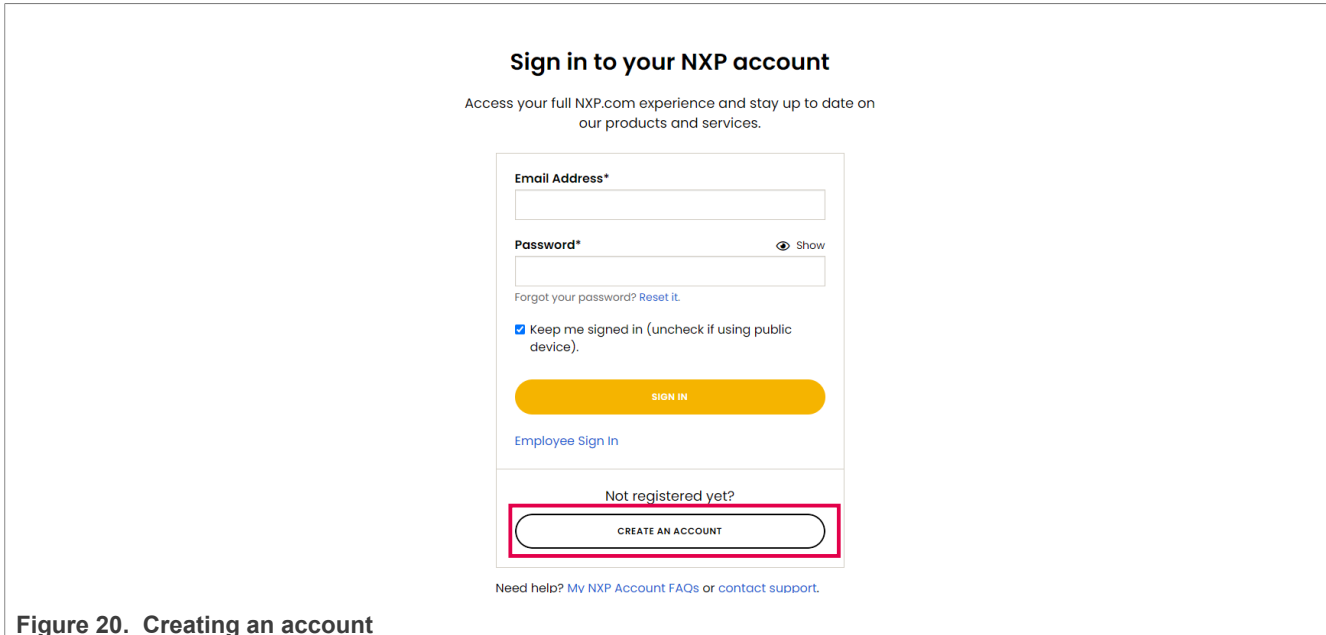 Sign in to your NXP account
Access your full NXP.com experience and stay up to date on
our products and services.
Email Address*
Password*
Show
Forgot your password? Reset it.
Keep me signed in (uncheck if using public
device).
SIGN IN
Employee Sign In
Not registered yet?
CREATE AN ACCOUNT
Need help? My NXP Account FAQs or contact support.
Figure 20. Creating an account